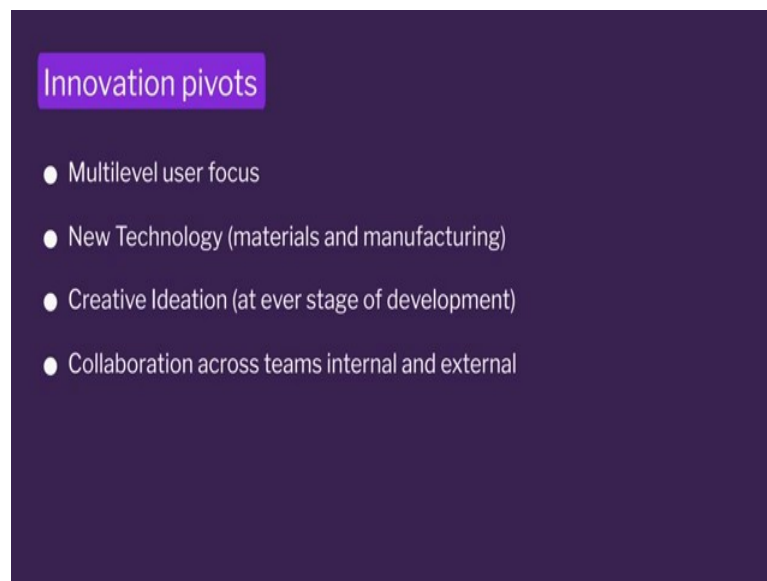 Innovation pivots
● Multilevel user focus
● New Technology (materials and manufacturing)
● Creative Ideation (at ever stage of development)
● Collaboration across teams internal and external